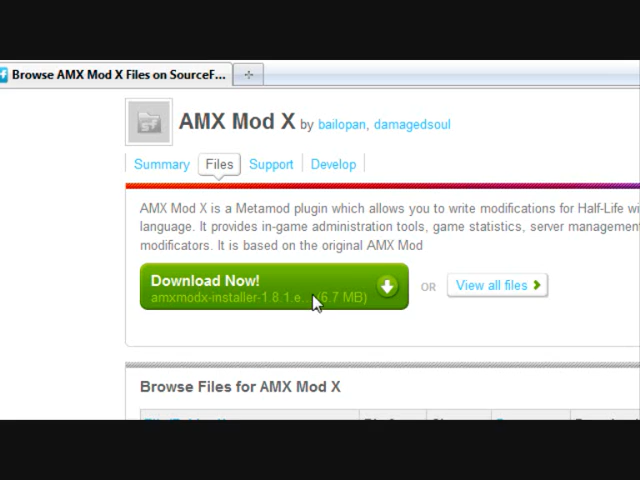 Browse AMX Mod X Files on SourceF...
AMX Mod X by bailopan, damagedsoul
Summary Files Support Develop
AMX Mod X is a Metamod plugin which allows you to write modifications for Half-Life wi
language. It provides in-game administration tools, game statistics, server management
modificators. It is based on the original AMX Mod
Download Now!
amxmodx-installer-1.8.1.e... (6.7 MB)
OR
View all files
Browse Files for AMX Mod X